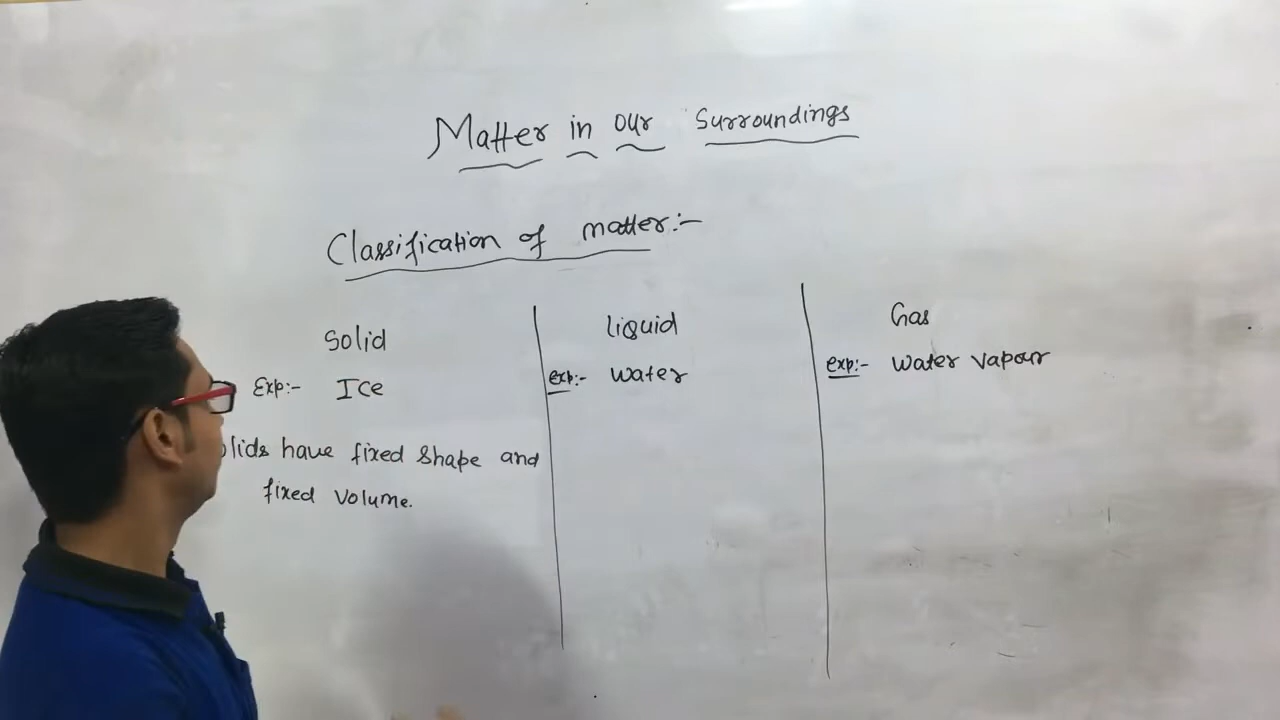 Matter in our Surroundings
Classification of matter:-
Solid
Exp:- Ice
lids have fixed shape and
fixed volume.
liquid
exp:- water
Gas
exp:- water vapour